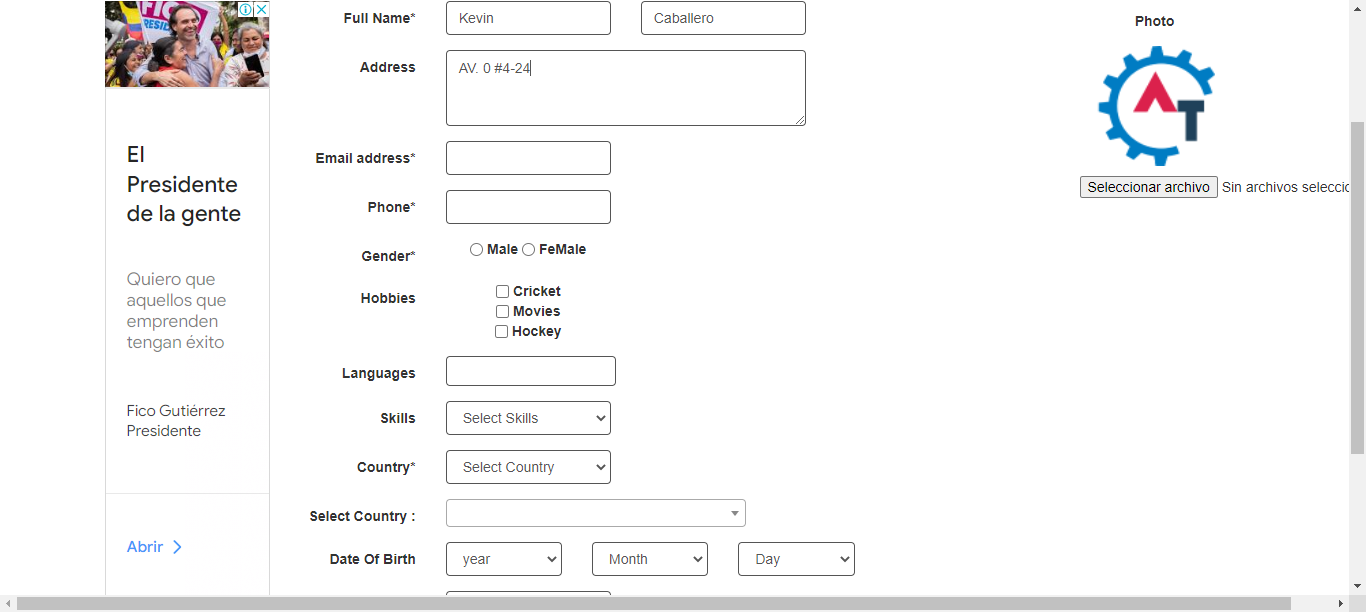 Full Name* Kevin Caballero
Address AV. 0 #4-24
Email address*
Phone*
Gender* Male FeMale
Hobbies Cricket
Movies
Hockey
Languages
Skills Select Skills
Country* Select Country
Select Country :
Date Of Birth year Month Day
Photo
AT
Seleccionar archivo Sin archivos selecci
El
Presidente
de la gente
Quiero que
aquellos que
emprenden
tengan éxito
Fico Gutiérrez
Presidente
Abrir